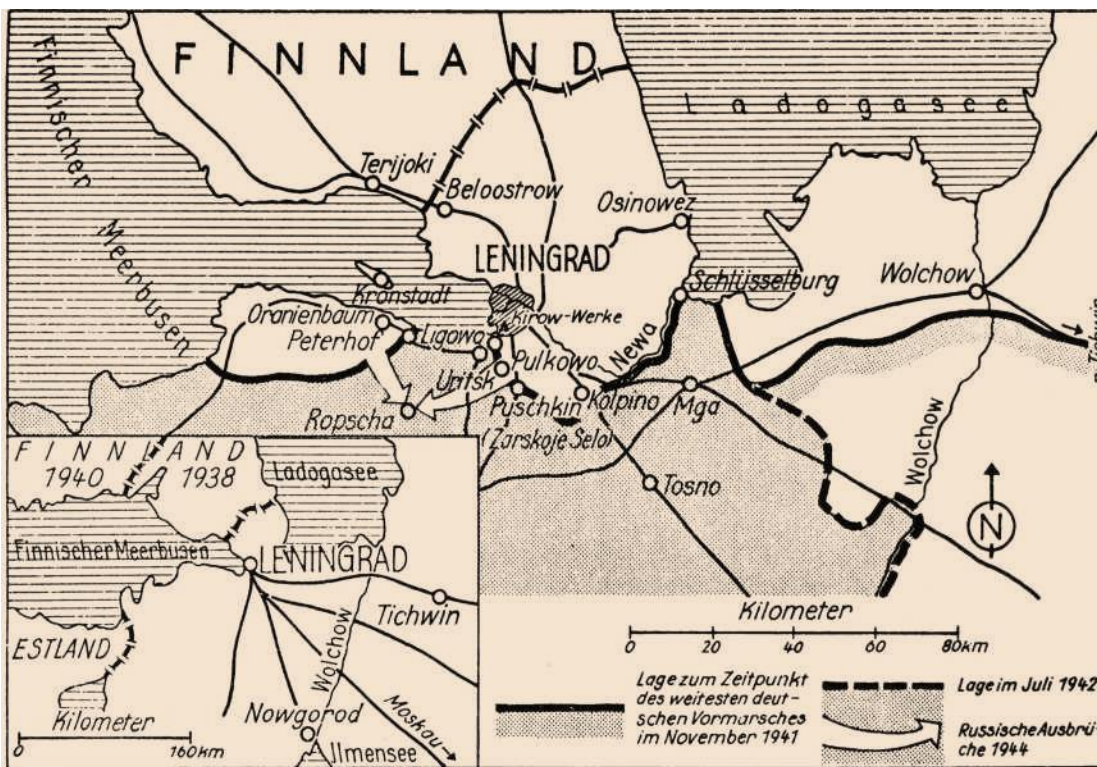 FINNLAND
Finnischer
Meerbusen
Ladogasee
Terijoki
Beloostrow
Osinowez
LENINGRAD
Schlüsselburg
Wolchow
Kronstadt
Kirow-Werke
Oranienbaum
Peterhof
Ligowo
Newa
Pulkowo
Uritsk
Puschkin
(Zarskoje Selo)
Kolpino
Mga
Ropscha
Tosno
Wolchow
N
FINNLAND
1940 1938
Ladogasee
Finnischer Meerbusen
LENINGRAD
Tichwin
ESTLAND
Wolchow
Moskau
Nowgorod
Ilmensee
Kilometer
0 160km
Kilometer
0 20 40 60 80km
Lage zum Zeitpunkt
des weitesten deut-
schen Vormarsches
im November 1941
Lage im Juli 1942
Russische Ausbrü-
che 1944